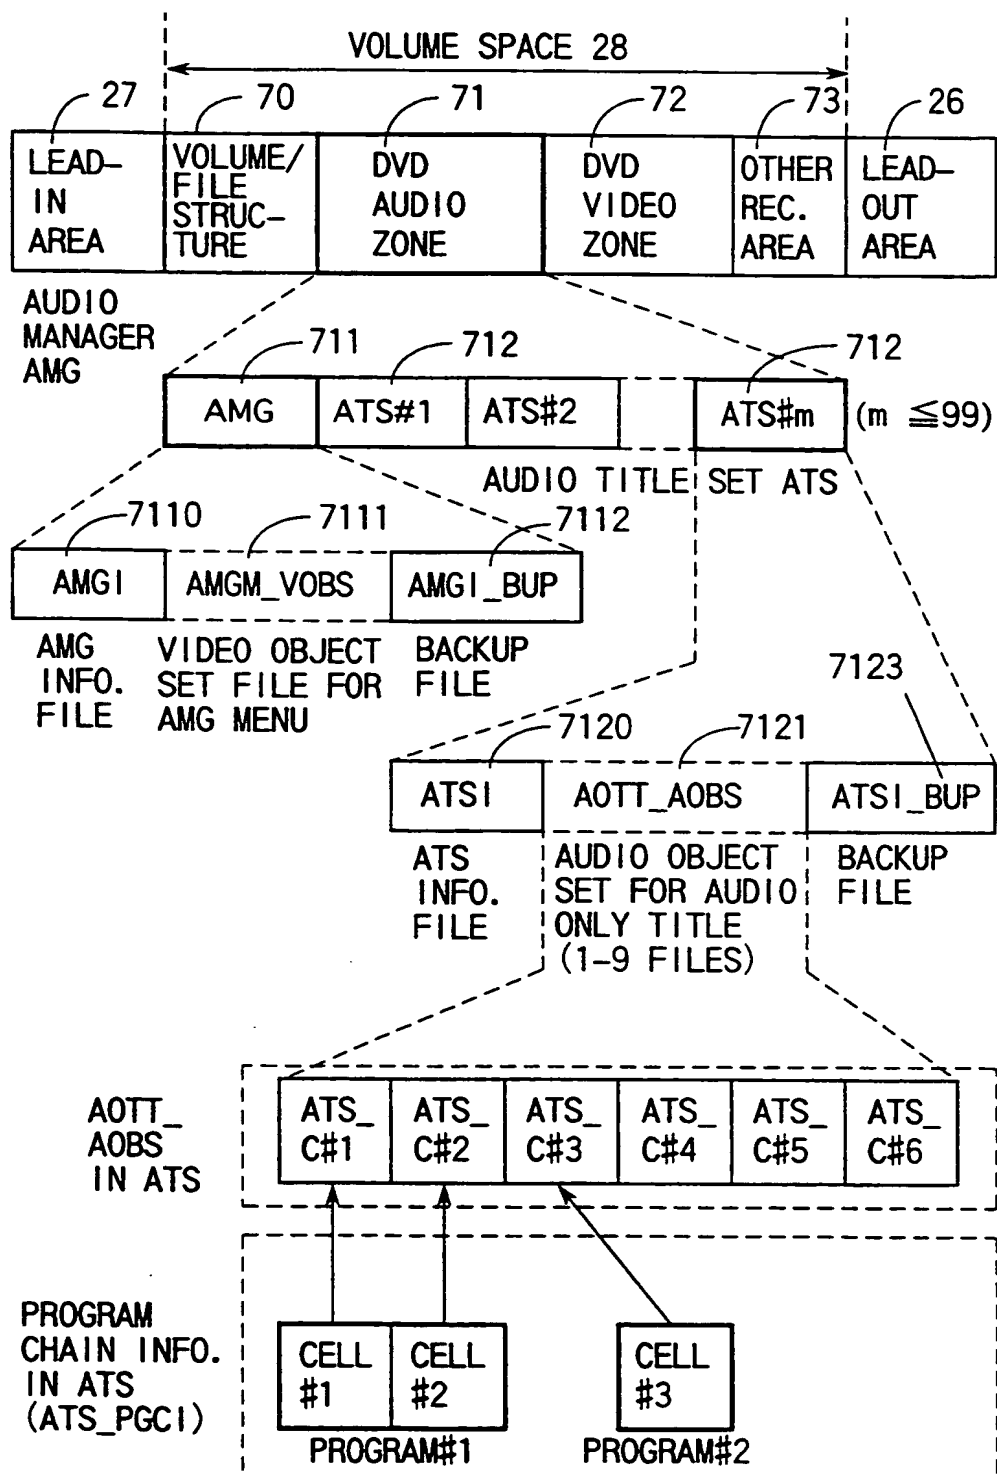 VOLUME SPACE 28
27
70
71
72
73
26
LEAD-
IN
AREA
VOLUME/
FILE
STRUC-
TURE
DVD
AUDIO
ZONE
DVD
VIDEO
ZONE
OTHER
REC.
AREA
LEAD-
OUT
AREA
AUDIO
MANAGER
AMG
711
712
712
AMG
ATS#1
ATS#2
ATS#m
(m ≦99)
AUDIO TITLE SET ATS
7110
7111
7112
AMGI
AMGM_VOBS
AMGI_BUP
AMG
INFO.
FILE
VIDEO OBJECT
SET FILE FOR
AMG MENU
BACKUP
FILE
7123
7120
7121
ATSI
AOTT_AOBS
ATSI_BUP
ATS
INFO.
FILE
AUDIO OBJECT
SET FOR AUDIO
ONLY TITLE
(1-9 FILES)
BACKUP
FILE
AOTT_
AOBS
IN ATS
ATS_
C#1
ATS_
C#2
ATS_
C#3
ATS_
C#4
ATS_
C#5
ATS_
C#6
PROGRAM
CHAIN INFO.
IN ATS
(ATS_PGCI)
CELL
#1
CELL
#2
CELL
#3
PROGRAM#1
PROGRAM#2